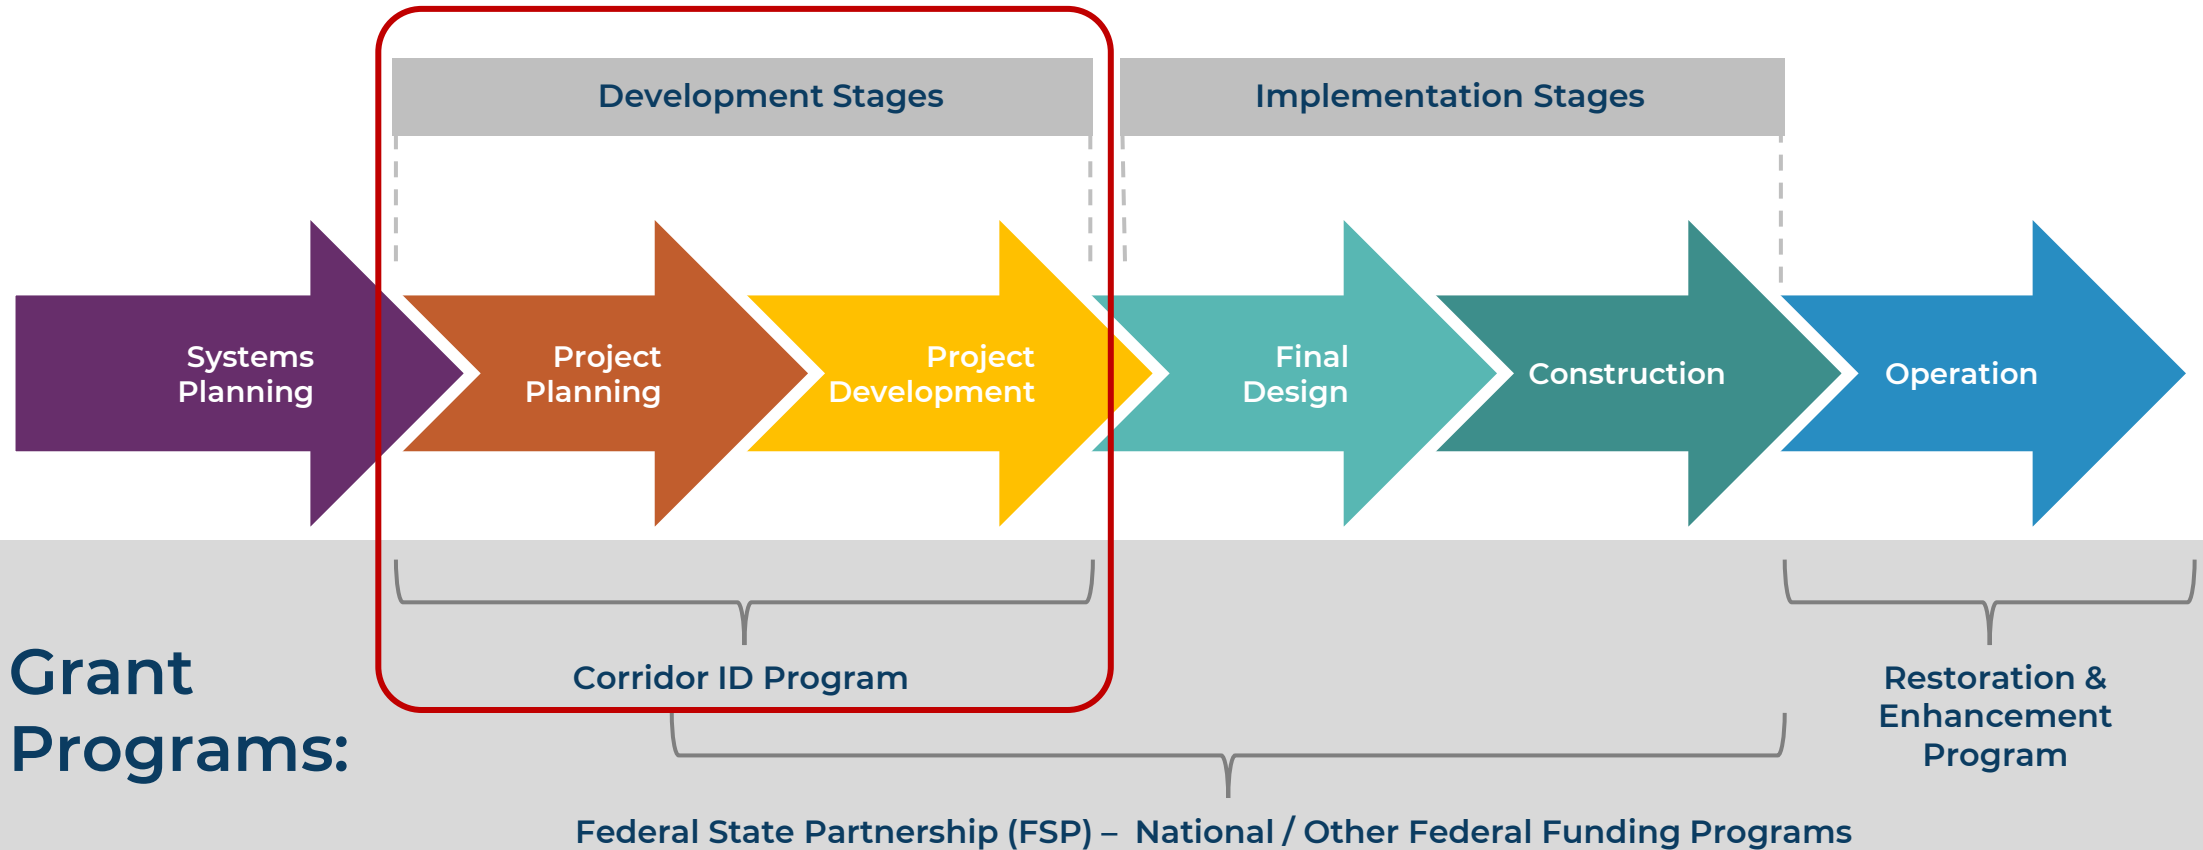 Development Stages
Implementation Stages
Systems
Planning
Project
Planning
Project
Development
Final
Design
Construction
Operation
Grant
Programs:
Corridor ID Program
Restoration &
Enhancement
Program
Federal State Partnership (FSP) –  National / Other Federal Funding Programs